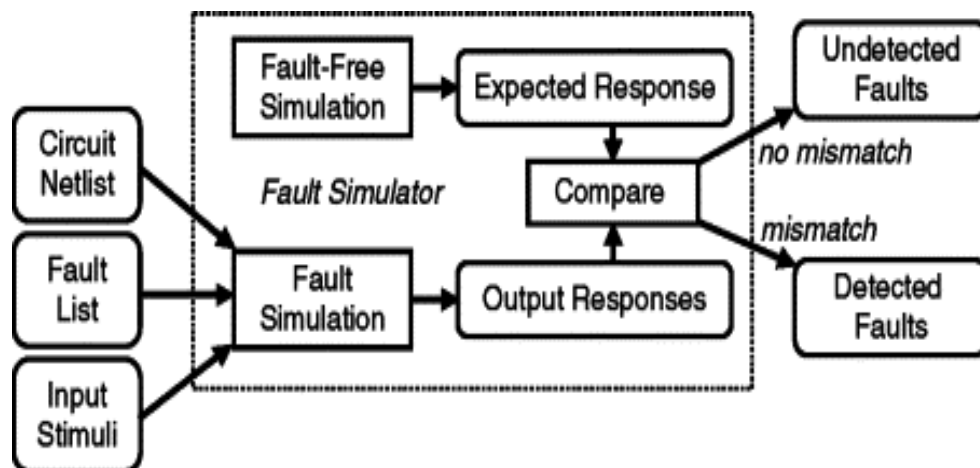 Circuit
Netlist
Fault
List
Input
Stimuli
Fault-Free
Simulation
Expected Response
Fault Simulator
Compare
Fault
Simulation
Output Responses
no mismatch
mismatch
Undetected
Faults
Detected
Faults